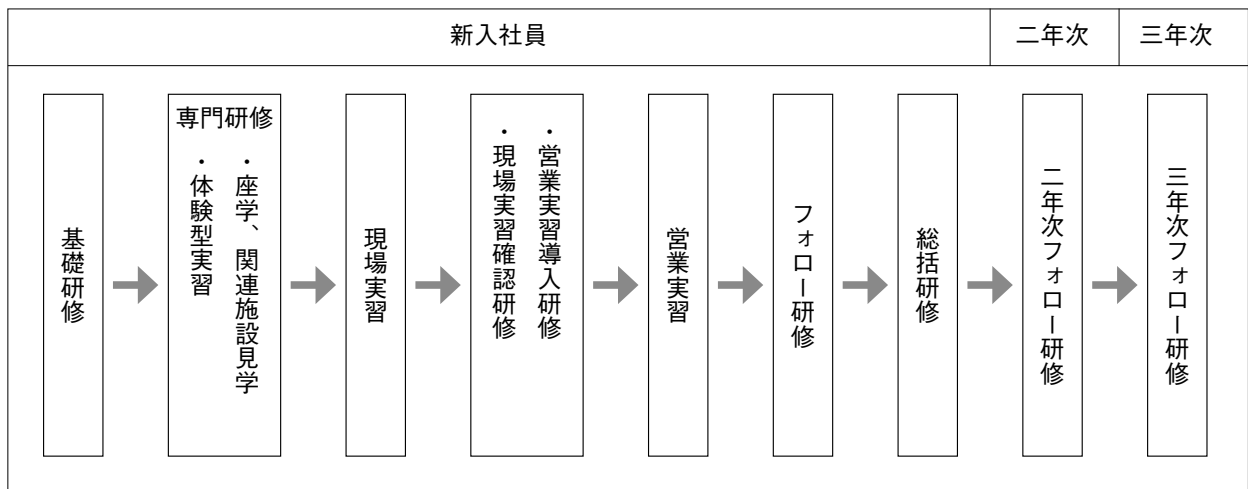 新入社員
二年次
三年次
基礎研修
専門研修
・座学、関連施設見学
・体験型実習
現場実習
・営業実習導入研修
・現場実習確認研修
営業実習
フォロー研修
総括研修
二年次フォロー研修
三年次フォロー研修